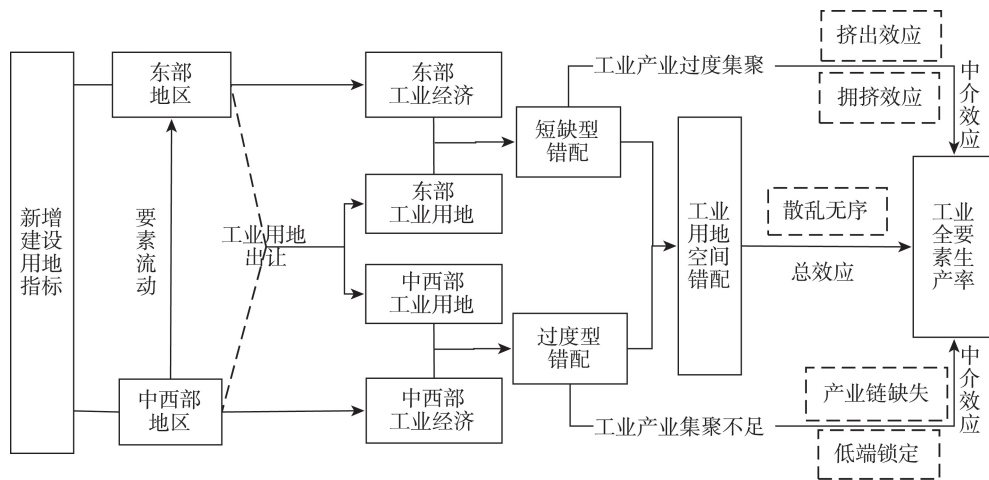 新增
建设
用地
指标
东部
地区
要
素
流
动
中西部
地区
工业用地
出让
东部
工业经济
东部
工业用地
中西部
工业用地
中西部
工业经济
短缺型
错配
过度型
错配
工业产业过度集聚
工业产业集聚不足
工业
用地
空间
错配
挤出效应
拥挤效应
中
介
效
应
散乱无序
总效应
工业
全要
素生
产率
产业链缺失
低端锁定
中
介
效
应